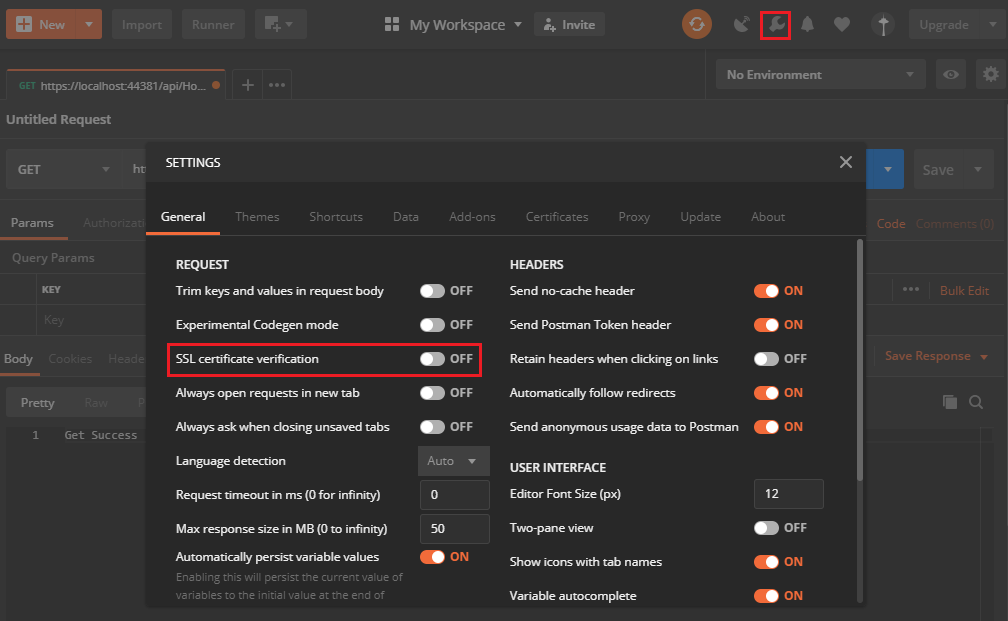 New
Import
Runner
My Workspace
Invite
Upgrade
GET https://localhost:44381/api/Ho...
No Environment
Untitled Request
GET
Save
SETTINGS
Params
Code
Comments (0)
General
Themes
Shortcuts
Data
Add-ons
Certificates
Proxy
Update
About
Query Params
KEY
Bulk Edit
Key
REQUEST
Trim keys and values in request body OFF
Experimental Codegen mode OFF
SSL certificate verification OFF
Always open requests in new tab OFF
Always ask when closing unsaved tabs OFF
Language detection Auto
Request timeout in ms (0 for infinity) 0
Max response size in MB (0 to infinity) 50
Automatically persist variable values ON
Enabling this will persist the current value of
variables to the initial value at the end of
HEADERS
Send no-cache header ON
Send Postman Token header ON
Retain headers when clicking on links OFF
Automatically follow redirects ON
Send anonymous usage data to Postman ON
USER INTERFACE
Editor Font Size (px) 12
Two-pane view OFF
Show icons with tab names ON
Variable autocomplete ON
Body
Cookies
Save Response
Pretty
Raw
1 Get Success